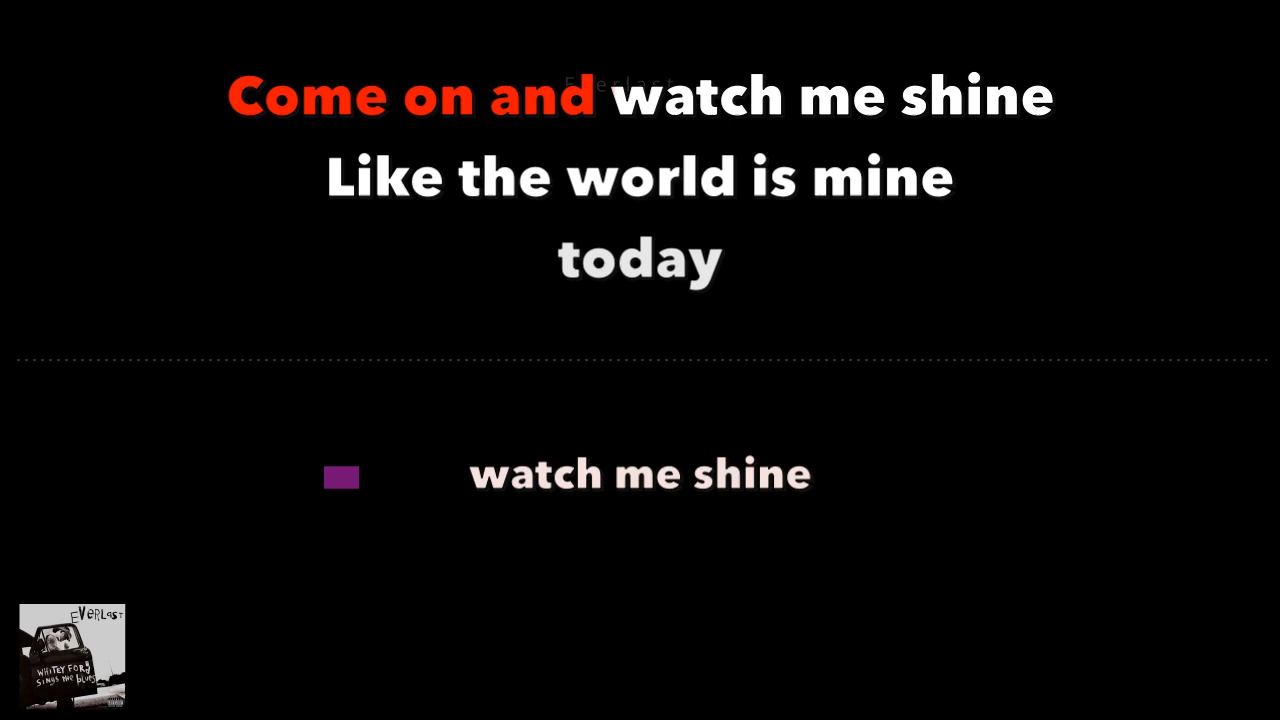 Everlast
Come on and watch me shine
Like the world is mine
today
watch me shine
EVERLAST
WHITEY FORD
SINGS THE BLUES